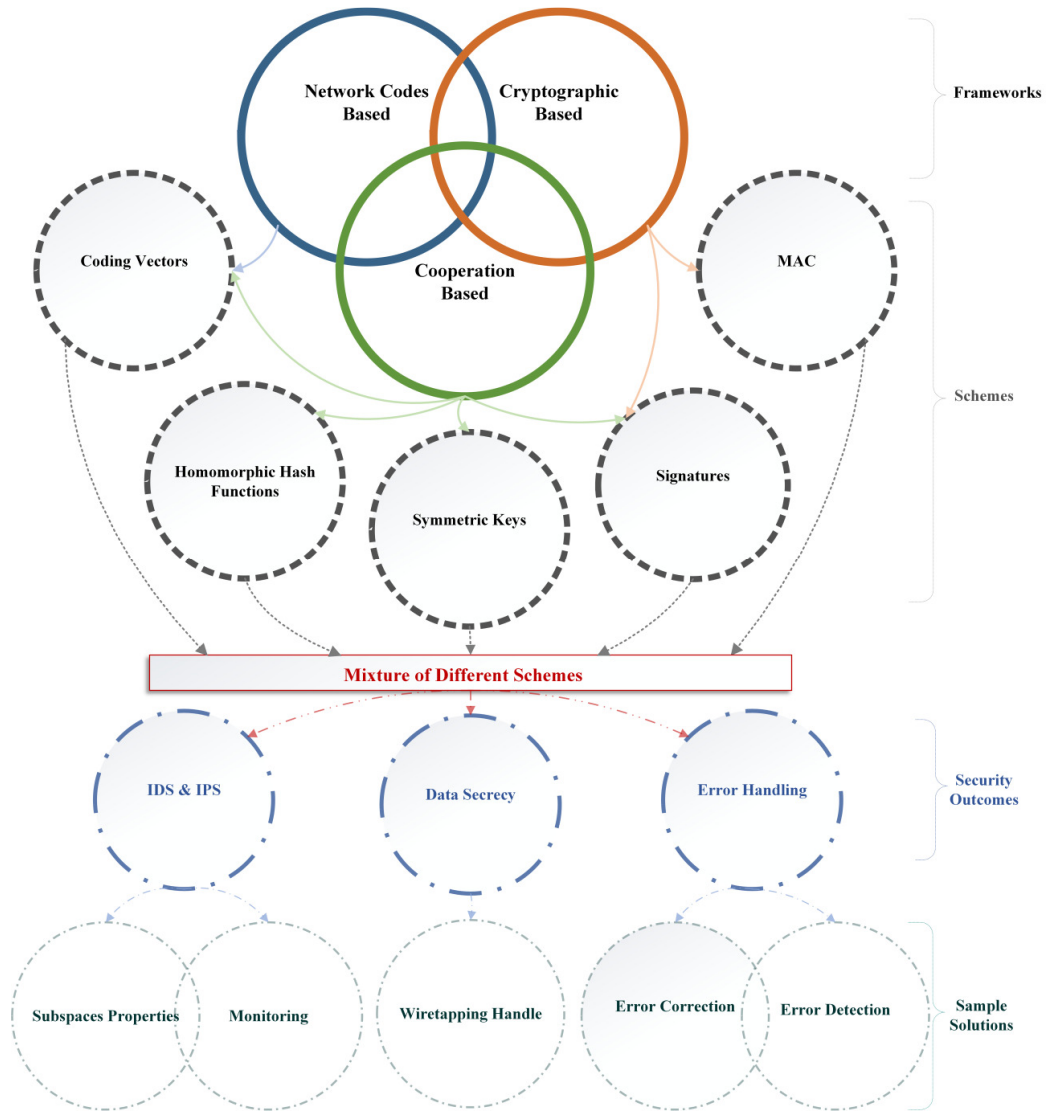 Network Codes
Based
Cryptographic
Based
Frameworks
Coding Vectors
Cooperation
Based
MAC
Schemes
Homomorphic Hash
Functions
Symmetric Keys
Signatures
Mixture of Different Schemes
IDS & IPS
Data Secrecy
Error Handling
Security
Outcomes
Subspaces Properties
Monitoring
Wiretapping Handle
Error Correction
Error Detection
Sample
Solutions